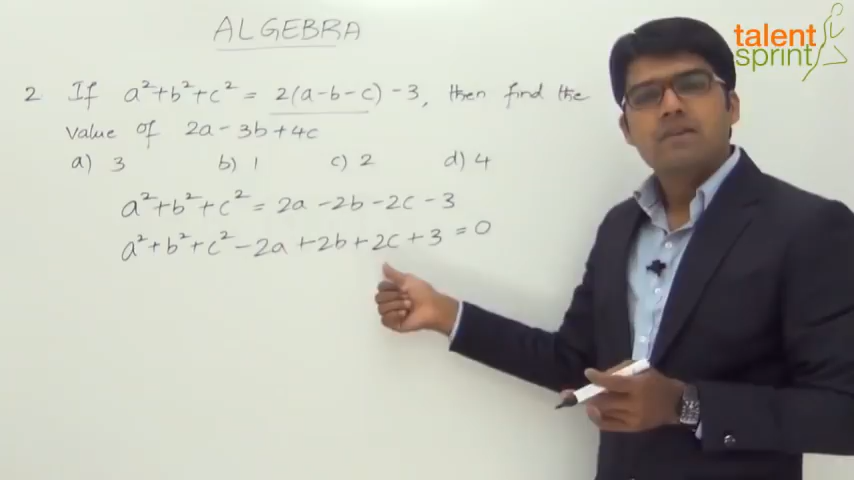 ALGEBRA
talent
sprint
2 If a²+b²+c² = 2(a-b-c) -3, then find the
value of 2a - 3b + 4c
a) 3 b) 1 c) 2 d) 4
a²+b²+c² = 2a - 2b - 2c - 3
a²+b²+c² - 2a + 2b + 2c + 3 = 0